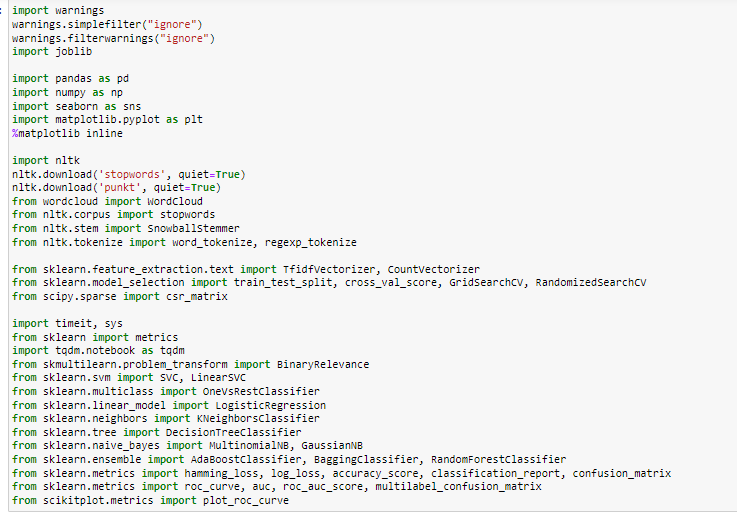 import warnings
warnings.simplefilter("ignore")
warnings.filterwarnings("ignore")
import joblib

import pandas as pd
import numpy as np
import seaborn as sns
import matplotlib.pyplot as plt
%matplotlib inline

import nltk
nltk.download('stopwords', quiet=True)
nltk.download('punkt', quiet=True)
from wordcloud import WordCloud
from nltk.corpus import stopwords
from nltk.stem import SnowballStemmer
from nltk.tokenize import word_tokenize, regexp_tokenize

from sklearn.feature_extraction.text import TfidfVectorizer, CountVectorizer
from sklearn.model_selection import train_test_split, cross_val_score, GridSearchCV, RandomizedSearchCV
from scipy.sparse import csr_matrix

import timeit, sys
from sklearn import metrics
import tqdm.notebook as tqdm
from skmultilearn.problem_transform import BinaryRelevance
from sklearn.svm import SVC, LinearSVC
from sklearn.multiclass import OneVsRestClassifier
from sklearn.linear_model import LogisticRegression
from sklearn.neighbors import KNeighborsClassifier
from sklearn.tree import DecisionTreeClassifier
from sklearn.naive_bayes import MultinomialNB, GaussianNB
from sklearn.ensemble import AdaBoostClassifier, BaggingClassifier, RandomForestClassifier
from sklearn.metrics import hamming_loss, log_loss, accuracy_score, classification_report, confusion_matrix
from sklearn.metrics import roc_curve, auc, roc_auc_score, multilabel_confusion_matrix
from scikitplot.metrics import plot_roc_curve